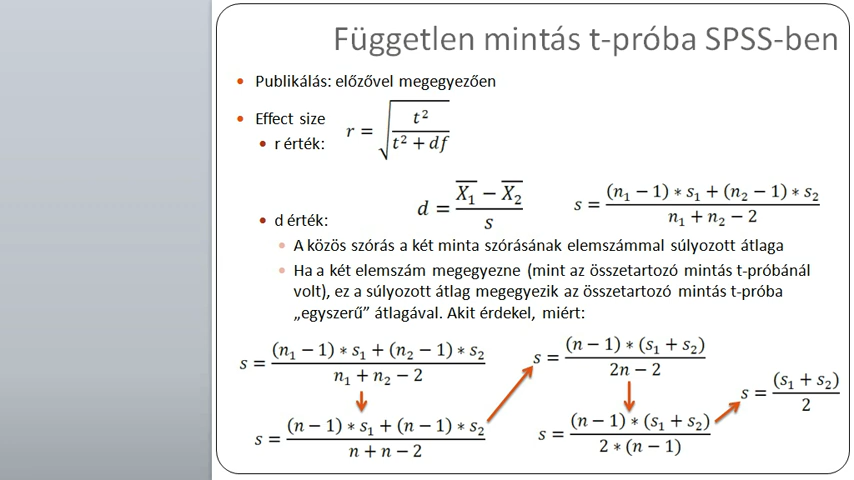 Független mintás t-próba SPSS-ben
• Publikálás: előzővel megegyezően
• Effect size
• r érték:
r = √(t² / (t² + df))
• d érték:
d = (X̅₁ − X̅₂) / s
s = ((n₁ − 1) * s₁ + (n₂ − 1) * s₂) / (n₁ + n₂ − 2)
• A közös szórás a két minta szórásának elemszámmal súlyozott átlaga
• Ha a két elemszám megegyezne (mint az összetartozó mintás t-próbánál
volt), ez a súlyozott átlag megegyezik az összetartozó mintás t-próba
„egyszerű” átlagával. Akit érdekel, miért:
s = ((n₁ − 1) * s₁ + (n₂ − 1) * s₂) / (n₁ + n₂ − 2)
s = ((n − 1) * s₁ + (n − 1) * s₂) / (n + n − 2)
s = ((n − 1) * (s₁ + s₂)) / (2n − 2)
s = ((n − 1) * (s₁ + s₂)) / (2 * (n − 1))
s = (s₁ + s₂) / 2